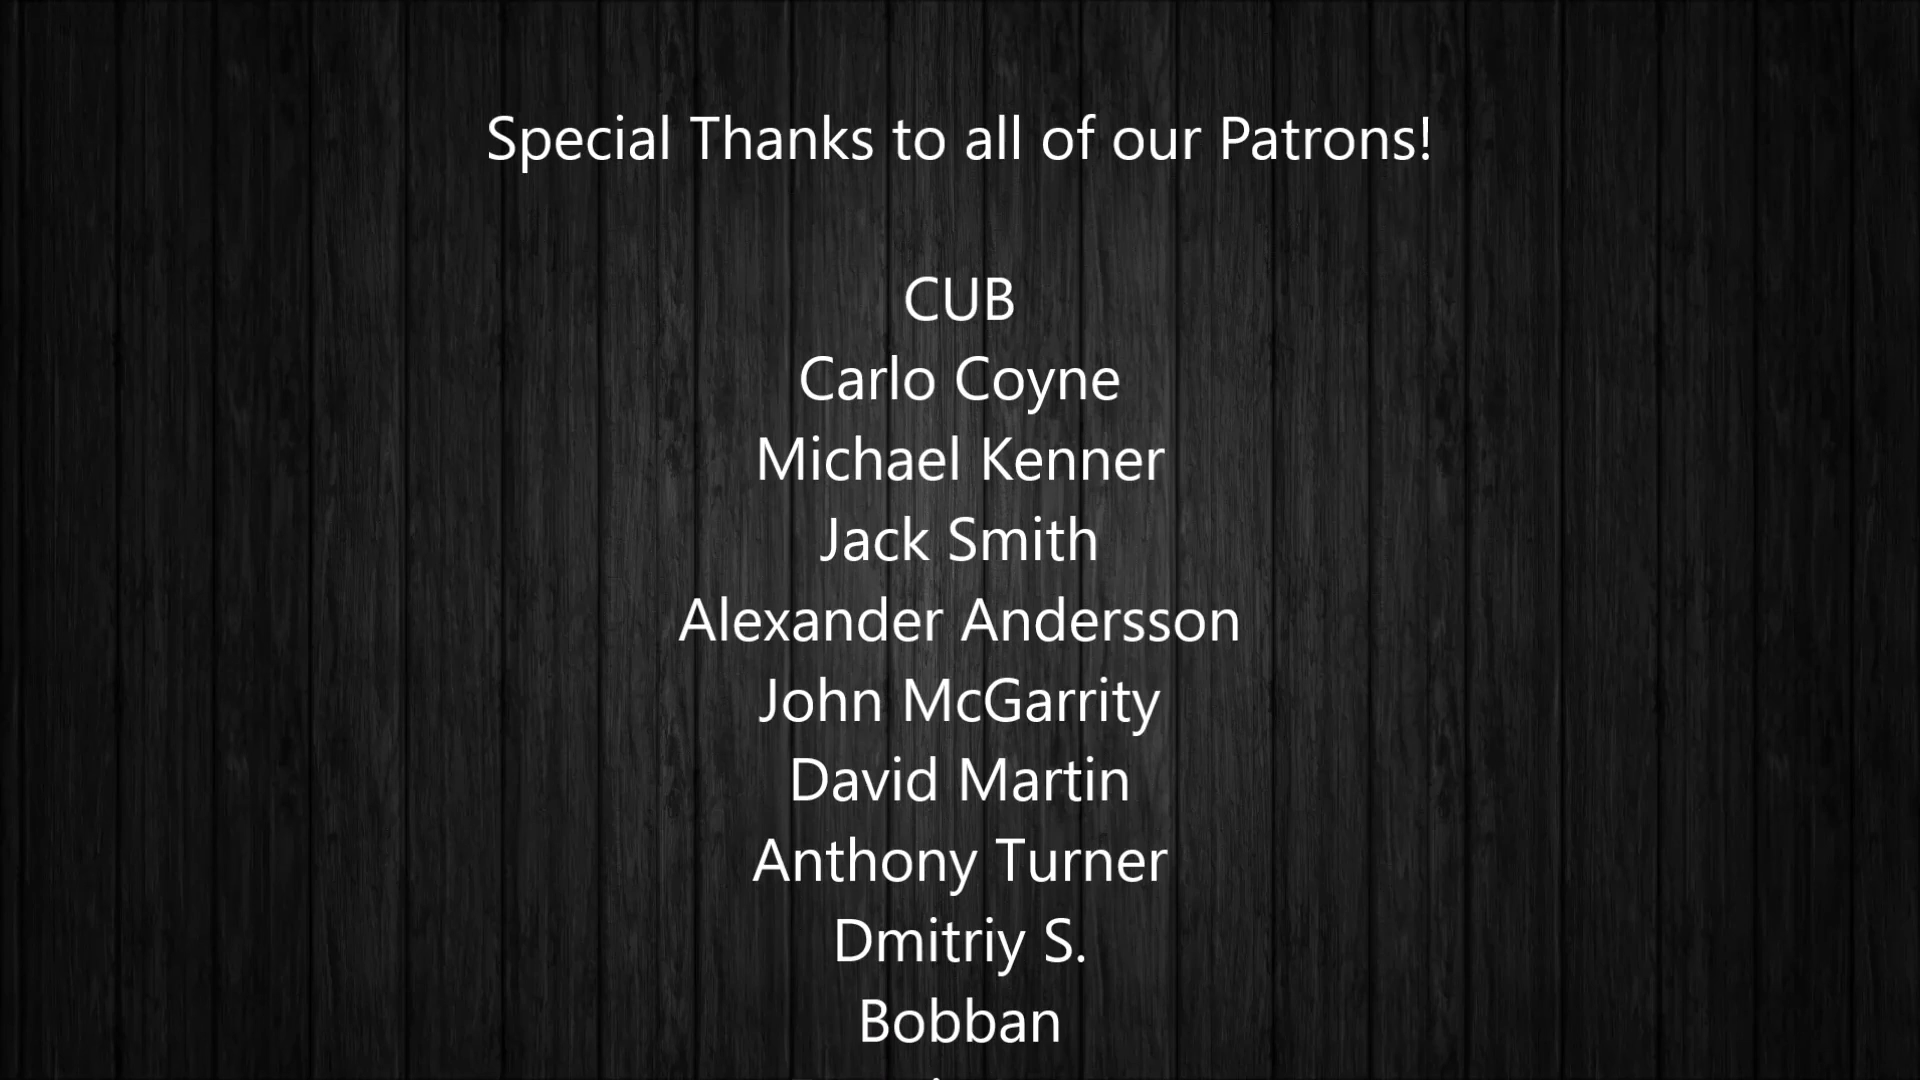 Special Thanks to all of our Patrons!
CUB
Carlo Coyne
Michael Kenner
Jack Smith
Alexander Andersson
John McGarrity
David Martin
Anthony Turner
Dmitriy S.
Bobban